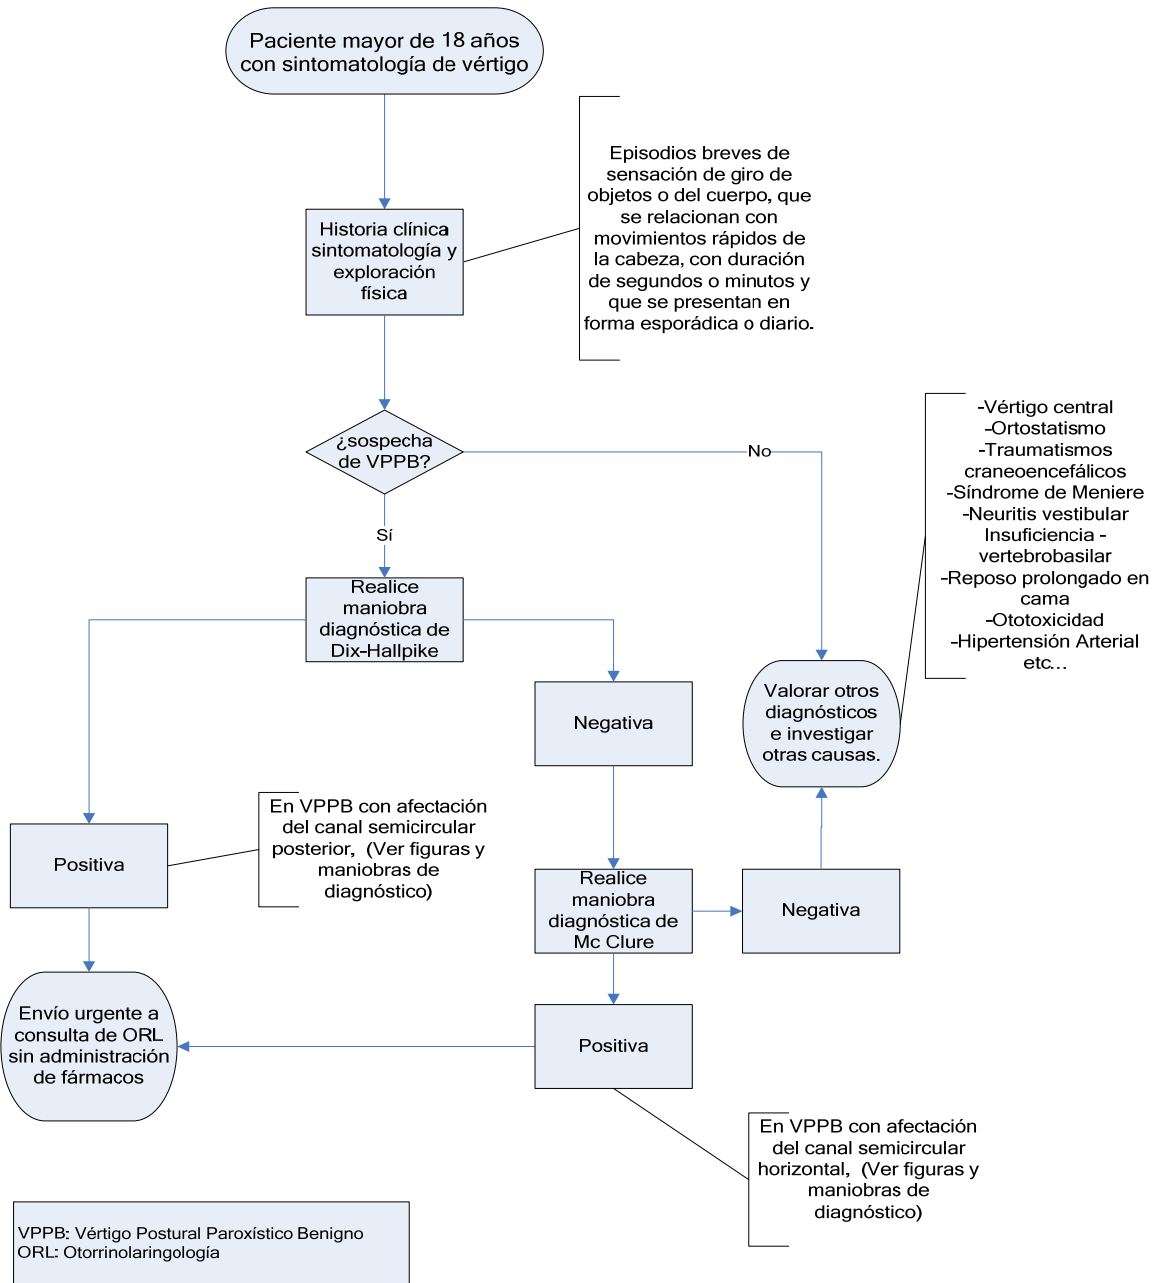 Paciente mayor de 18 años
con sintomatología de vértigo
Episodios breves de
sensación de giro de
objetos o del cuerpo, que
se relacionan con
movimientos rápidos de
la cabeza, con duración
de segundos o minutos y
que se presentan en
forma esporádica o diario.
Historia clínica
sintomatología y
exploración
física
¿sospecha
de VPPB?
No
Sí
-Vértigo central
-Ortostatismo
-Traumatismos
craneoencefálicos
-Síndrome de Meniere
-Neuritis vestibular
Insuficiencia -
vertebrobasilar
-Reposo prolongado en
cama
-Ototoxicidad
-Hipertensión Arterial
etc...
Realice
maniobra
diagnóstica de
Dix-Hallpike
Negativa
Valorar otros
diagnósticos
e investigar
otras causas.
Positiva
En VPPB con afectación
del canal semicircular
posterior, (Ver figuras y
maniobras de
diagnóstico)
Realice
maniobra
diagnóstica de
Mc Clure
Negativa
Envío urgente a
consulta de ORL
sin administración
de fármacos
Positiva
En VPPB con afectación
del canal semicircular
horizontal, (Ver figuras y
maniobras de
diagnóstico)
VPPB: Vértigo Postural Paroxístico Benigno
ORL: Otorrinolaringología